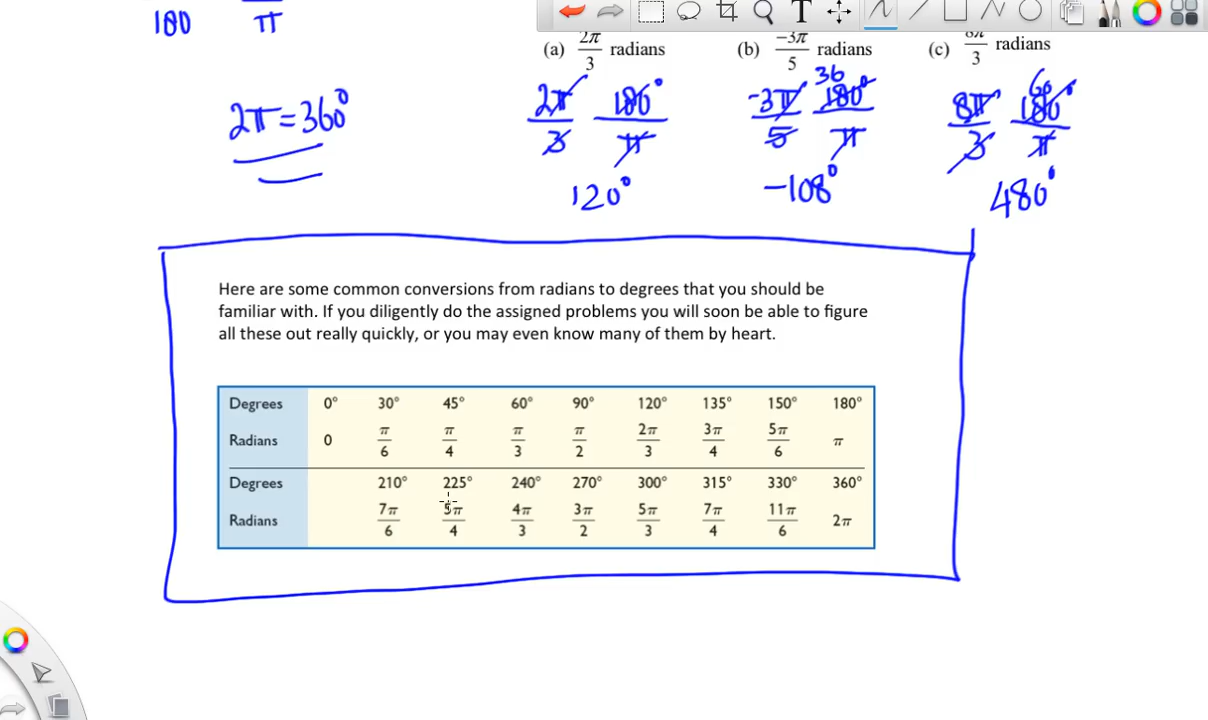 180 π
(a) 2π/3 radians (b) -3π/5 radians (c) 8π/3 radians
2π = 360°
2π/3 180°/π
-3π/5 36 180°/π
8π/3 60 180°/π
120° -108° 480°
Here are some common conversions from radians to degrees that you should be
familiar with. If you diligently do the assigned problems you will soon be able to figure
all these out really quickly, or you may even know many of them by heart.
Degrees 0° 30° 45° 60° 90° 120° 135° 150° 180°
Radians 0 π/6 π/4 π/3 π/2 2π/3 3π/4 5π/6 π
Degrees 210° 225° 240° 270° 300° 315° 330° 360°
Radians 7π/6 5π/4 4π/3 3π/2 5π/3 7π/4 11π/6 2π